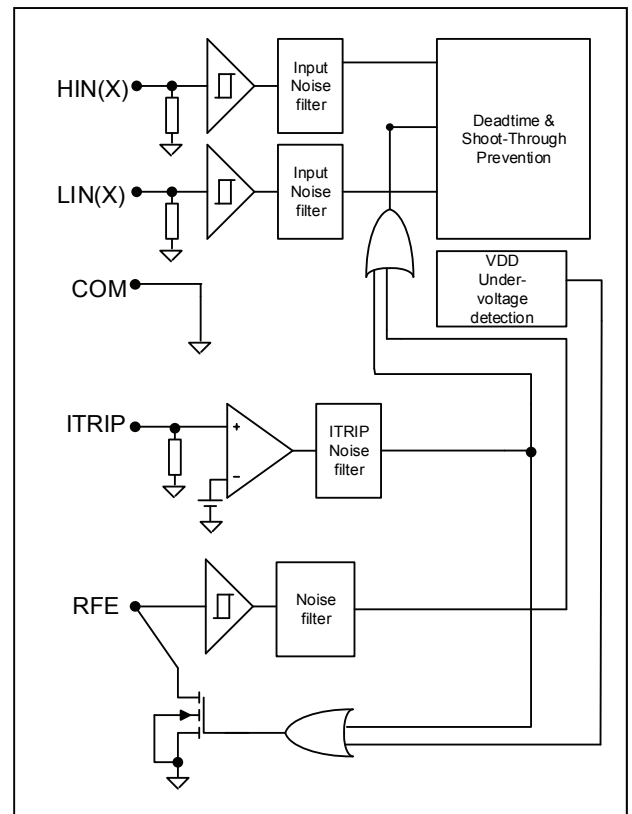 HIN(X)
Input
Noise
filter
Deadtime &
Shoot-Through
Prevention
LIN(X)
Input
Noise
filter
COM
VDD
Under-
voltage
detection
ITRIP
+
-
ITRIP
Noise
filter
RFE
Noise
filter